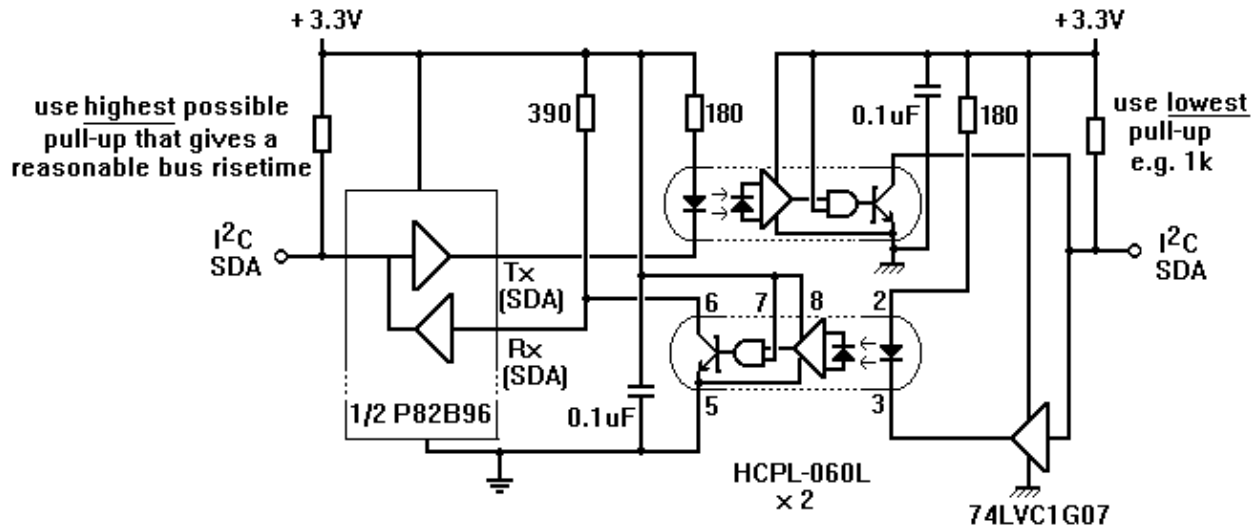 + 3.3V
+ 3.3V
use highest possible
pull-up that gives a
reasonable bus risetime
390
180
0.1uF
180
use lowest
pull-up
e.g. 1k
I²C
SDA
Tx
(SDA)
Rx
(SDA)
1/2 P82B96
6
7
8
2
5
3
0.1uF
I²C
SDA
HCPL-060L
x 2
74LVC1G07